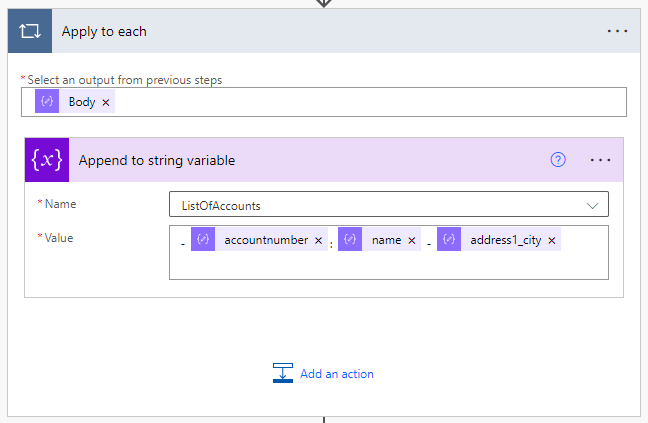 Apply to each
*Select an output from previous steps
Body ×
{x} Append to string variable ?
*Name ListOfAccounts
*Value - accountnumber × : name × - address1_city ×
Add an action